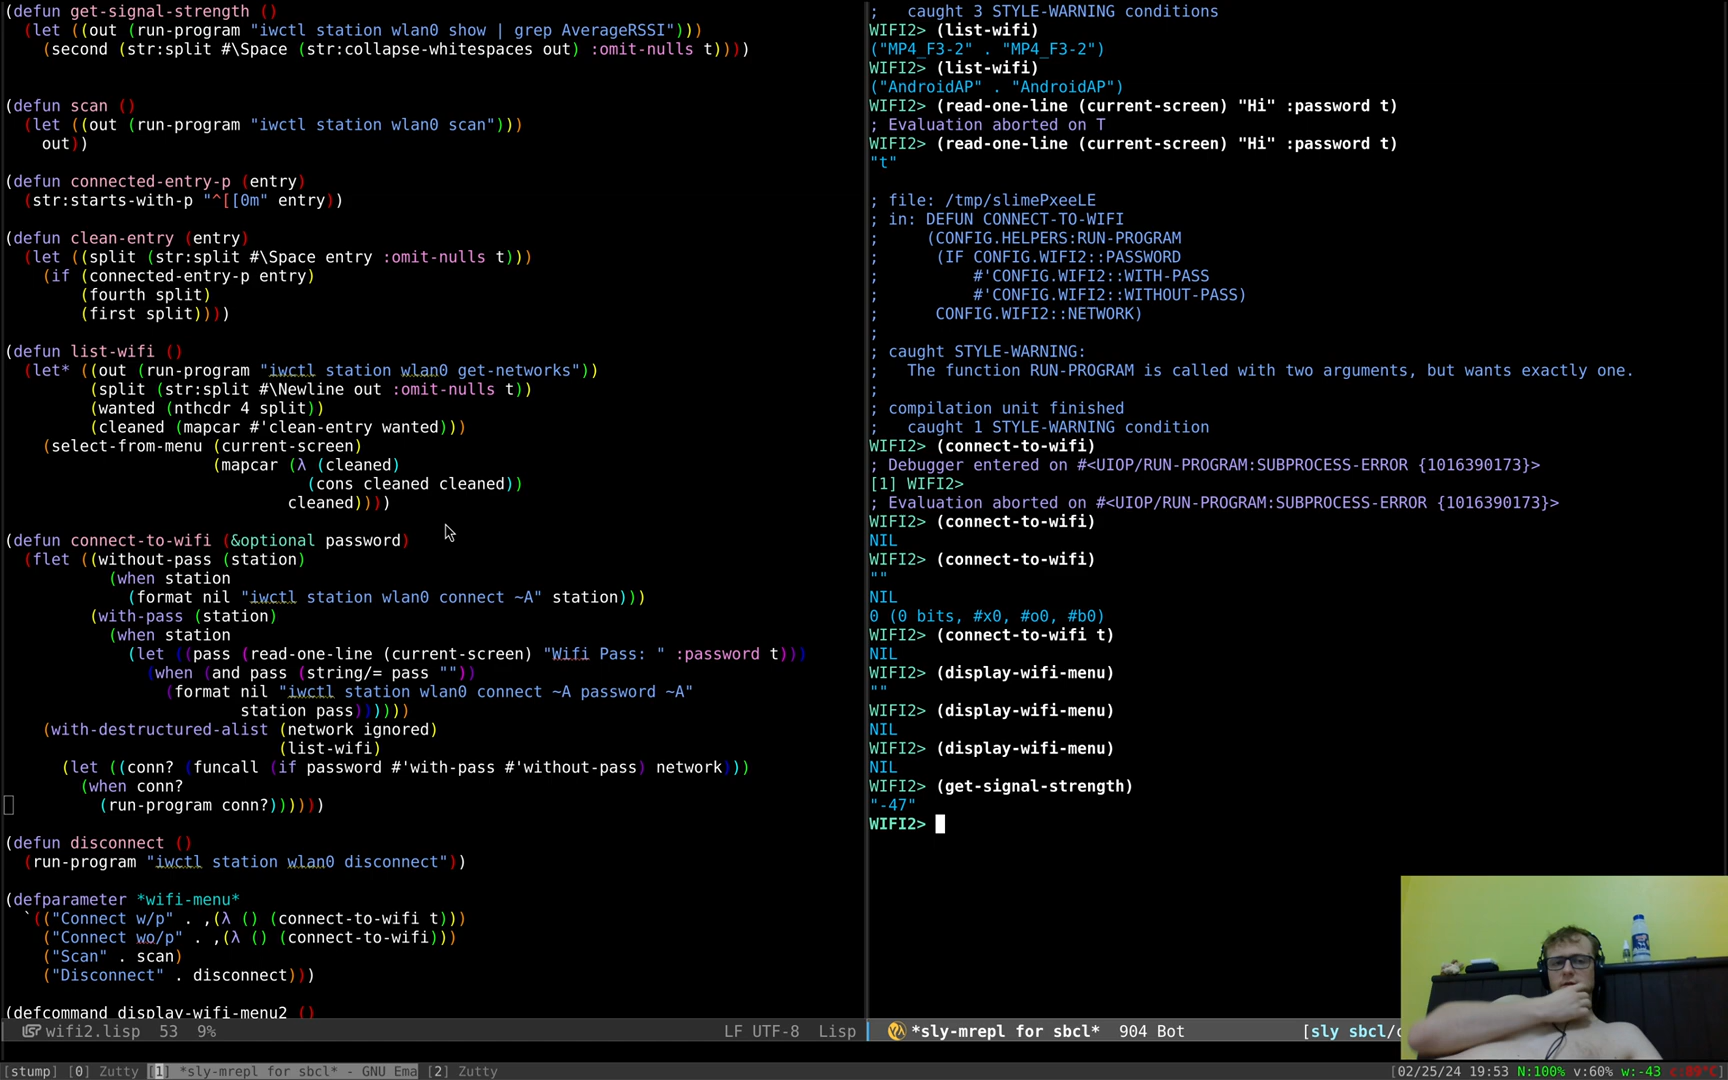 (defun get-signal-strength ()
(let ((out (run-program "iwctl station wlan0 show | grep AverageRSSI")))
(second (str:split #\Space (str:collapse-whitespaces out) :omit-nulls t))))
(defun scan ()
(let ((out (run-program "iwctl station wlan0 scan")))
out))
(defun connected-entry-p (entry)
(str:starts-with-p "^[[0m" entry))
(defun clean-entry (entry)
(let ((split (str:split #\Space entry :omit-nulls t)))
(if (connected-entry-p entry)
(fourth split)
(first split))))
(defun list-wifi ()
(let* ((out (run-program "iwctl station wlan0 get-networks"))
(split (str:split #\Newline out :omit-nulls t))
(wanted (nthcdr 4 split))
(cleaned (mapcar #'clean-entry wanted)))
(select-from-menu (current-screen)
(mapcar (λ (cleaned)
(cons cleaned cleaned))
cleaned))))
(defun connect-to-wifi (&optional password)
(flet ((without-pass (station)
(when station
(format nil "iwctl station wlan0 connect ~A" station)))
(with-pass (station)
(when station
(let ((pass (read-one-line (current-screen) "Wifi Pass: " :password t)))
(when (and pass (string/= pass ""))
(format nil "iwctl station wlan0 connect ~A password ~A"
station pass))))))
(with-destructured-alist (network ignored)
(list-wifi)
(let ((conn? (funcall (if password #'with-pass #'without-pass) network)))
(when conn?
(run-program conn?))))))
(defun disconnect ()
(run-program "iwctl station wlan0 disconnect"))
(defparameter *wifi-menu*
`(("Connect w/p" . ,(λ () (connect-to-wifi t)))
("Connect wo/p" . ,(λ () (connect-to-wifi)))
("Scan" . scan)
("Disconnect" . disconnect)))
(defcommand display-wifi-menu2 ()
wifi2.lisp 53 9% LF UTF-8 Lisp
; caught 3 STYLE-WARNING conditions
WIFI2> (list-wifi)
("MP4_F3-2" . "MP4_F3-2")
WIFI2> (list-wifi)
("AndroidAP" . "AndroidAP")
WIFI2> (read-one-line (current-screen) "Hi" :password t)
; Evaluation aborted on T
WIFI2> (read-one-line (current-screen) "Hi" :password t)
"t"
; file: /tmp/slimePxeeLE
; in: DEFUN CONNECT-TO-WIFI
; (CONFIG.HELPERS:RUN-PROGRAM
; (IF CONFIG.WIFI2::PASSWORD
; #'CONFIG.WIFI2::WITH-PASS
; #'CONFIG.WIFI2::WITHOUT-PASS)
; CONFIG.WIFI2::NETWORK)
;
; caught STYLE-WARNING:
; The function RUN-PROGRAM is called with two arguments, but wants exactly one.
;
; compilation unit finished
; caught 1 STYLE-WARNING condition
WIFI2> (connect-to-wifi)
; Debugger entered on #<UIOP/RUN-PROGRAM:SUBPROCESS-ERROR {1016390173}>
[1] WIFI2>
; Evaluation aborted on #<UIOP/RUN-PROGRAM:SUBPROCESS-ERROR {1016390173}>
WIFI2> (connect-to-wifi)
NIL
WIFI2> (connect-to-wifi)
""
NIL
0 (0 bits, #x0, #o0, #b0)
WIFI2> (connect-to-wifi t)
NIL
WIFI2> (display-wifi-menu)
""
WIFI2> (display-wifi-menu)
NIL
WIFI2> (display-wifi-menu)
NIL
WIFI2> (get-signal-strength)
"-47"
WIFI2>
*sly-mrepl for sbcl* 904 Bot [sly sbcl/
[stump] [0] Zutty [1] *sly-mrepl for sbcl* - GNU Ema [2] Zutty [02/25/24 19:53 N:100% v:60% w:-43 c:89°C]